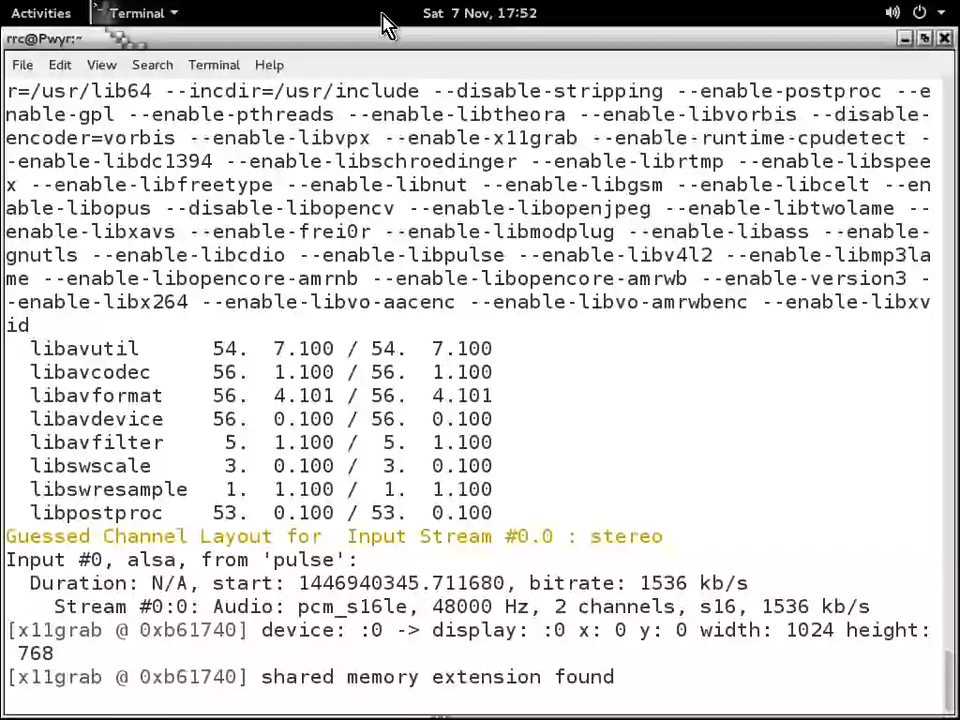 Activities Terminal Sat 7 Nov, 17:52
rrc@Pwyr:~
File Edit View Search Terminal Help
r=/usr/lib64 --incdir=/usr/include --disable-stripping --enable-postproc --e
nable-gpl --enable-pthreads --enable-libtheora --enable-libvorbis --disable-
encoder=vorbis --enable-libvpx --enable-x11grab --enable-runtime-cpudetect -
-enable-libdc1394 --enable-libschroedinger --enable-librtmp --enable-libspee
x --enable-libfreetype --enable-libnut --enable-libgsm --enable-libcelt --en
able-libopus --disable-libopencv --enable-libopenjpeg --enable-libtwolame --
enable-libxavs --enable-frei0r --enable-libmodplug --enable-libass --enable-
gnutls --enable-libcdio --enable-libpulse --enable-libv4l2 --enable-libmp3la
me --enable-libopencore-amrnb --enable-libopencore-amrwb --enable-version3 -
-enable-libx264 --enable-libvo-aacenc --enable-libvo-amrwbenc --enable-libxv
id
libavutil 54. 7.100 / 54. 7.100
libavcodec 56. 1.100 / 56. 1.100
libavformat 56. 4.101 / 56. 4.101
libavdevice 56. 0.100 / 56. 0.100
libavfilter 5. 1.100 / 5. 1.100
libswscale 3. 0.100 / 3. 0.100
libswresample 1. 1.100 / 1. 1.100
libpostproc 53. 0.100 / 53. 0.100
Guessed Channel Layout for Input Stream #0.0 : stereo
Input #0, alsa, from 'pulse':
Duration: N/A, start: 1446940345.711680, bitrate: 1536 kb/s
Stream #0:0: Audio: pcm_s16le, 48000 Hz, 2 channels, s16, 1536 kb/s
[x11grab @ 0xb61740] device: :0 -> display: :0 x: 0 y: 0 width: 1024 height:
768
[x11grab @ 0xb61740] shared memory extension found